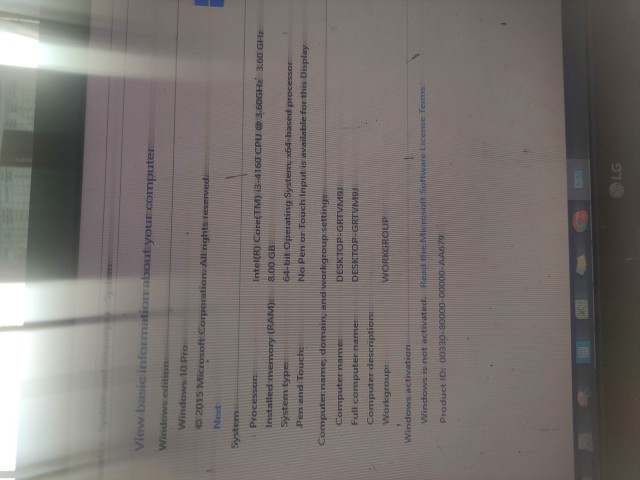 View basic information about your computer
Windows edition
Windows 10 Pro
© 2015 Microsoft Corporation. All rights reserved.
Next
System
Processor: Intel(R) Core(TM) i3-4160 CPU @ 3.60GHz 3.60 GHz
Installed memory (RAM): 8.00 GB
System type: 64-bit Operating System, x64-based processor
Pen and Touch: No Pen or Touch Input is available for this Display
Computer name, domain, and workgroup settings
Computer name: DESKTOP-GRTVM9J
Full computer name: DESKTOP-GRTVM9J
Computer description:
Workgroup: WORKGROUP
Windows activation
Windows is not activated. Read the Microsoft Software License Terms
Product ID: 00330-80000-00000-AA679
LG